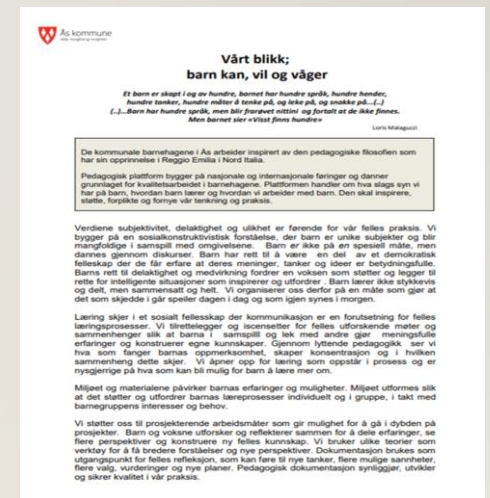 Ås kommune
Vårt blikk;
barn kan, vil og våger
Et barn er skapt i og av hundre, barnet har hundre språk, hundre hender,
hundre tanker, hundre måter å tenke på, og leke på, og snakke på...(..)
(..)...Barn har hundre språk, men blir frarøvet nittini og fortalt at de ikke finnes.
Men barnet sier «Visst finns hundre»
Loris Malaguzzi
De kommunale barnehagene i Ås arbeider inspirert av den pedagogiske filosofien som
har sin opprinnelse i Reggio Emilia i Nord Italia.
Pedagogisk plattform bygger på nasjonale og internasjonale føringer og danner
grunnlaget for kvalitetsarbeidet i barnehagene. Plattformen handler om hva slags syn vi
har på barn, hvordan barn lærer og hvordan vi arbeider med barn. Den skal inspirere,
støtte, forplikte og fornye vår tenkning og praksis.
Verdiene subjektivitet, delaktighet og ulikhet er førende for vår felles praksis. Vi
bygger på en sosialkonstruktivistisk forståelse, der barn er unike subjekter og blir
mangfoldige i samspill med omgivelsene. Barn er ikke på en spesiell måte, men
dannes gjennom diskurser. Barn har rett til å være en del av et demokratisk
felleskap der de får erfare at deres meninger, tanker og ideer er betydningsfulle.
Barns rett til delaktighet og medvirkning fordrer en voksen som støtter og legger til
rette for intelligente situasjoner som inspirerer og utfordrer . Barn lærer ikke stykkevis
og delt, men sammensatt og helt. Vi organiserer oss derfor på en måte som gjør at
det som skjedde i går speiler dagen i dag og som igjen synes i morgen.
Læring skjer i et sosialt fellesskap der kommunikasjon er en forutsetning for felles
læringsprosesser. Vi tilrettelegger og iscensetter for felles utforskende møter og
sammenhenger slik at barna i samspill og lek med andre gjør meningsfulle
erfaringer og konstruerer egne kunnskaper. Gjennom lyttende pedagogikk ser vi
hva som fanger barnas oppmerksomhet, skaper konsentrasjon og i hvilken
sammenheng dette skjer. Vi åpner opp for læring som oppstår i prosess og er
nysgjerrige på hva som kan bli mulig for barn å lære mer om.
Miljøet og materialene påvirker barnas erfaringer og muligheter. Miljøet utformes slik
at det støtter og utfordrer barnas læreprosesser individuelt og i gruppe, i takt med
barnegruppens interesser og behov.
Vi støtter oss til prosjekterende arbeidsmåter som gir mulighet for å gå i dybden på
prosjekter. Barn og voksne utforsker og reflekterer sammen for å dele erfaringer, se
flere perspektiver og konstruere ny felles kunnskap. Vi bruker ulike teorier som
verktøy for å få bredere forståelser og nye perspektiver. Dokumentasjon brukes som
utgangspunkt for felles refleksjon, som kan føre til nye tanker, flere mulige sannheter,
flere valg, vurderinger og nye planer. Pedagogisk dokumentasjon synliggjør, utvikler
og sikrer kvalitet i vår praksis.